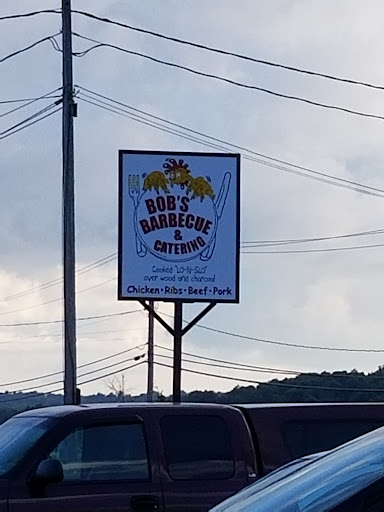 BOB'S
BARBECUE
&
CATERING
Cooked "LO-N-SLO"
over wood and charcoal
Chicken • Ribs • Beef • Pork